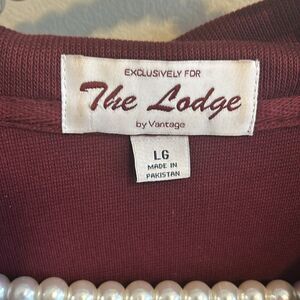 EXCLUSIVELY FOR
The Lodge
by Vantage
LG
MADE IN
PAKISTAN